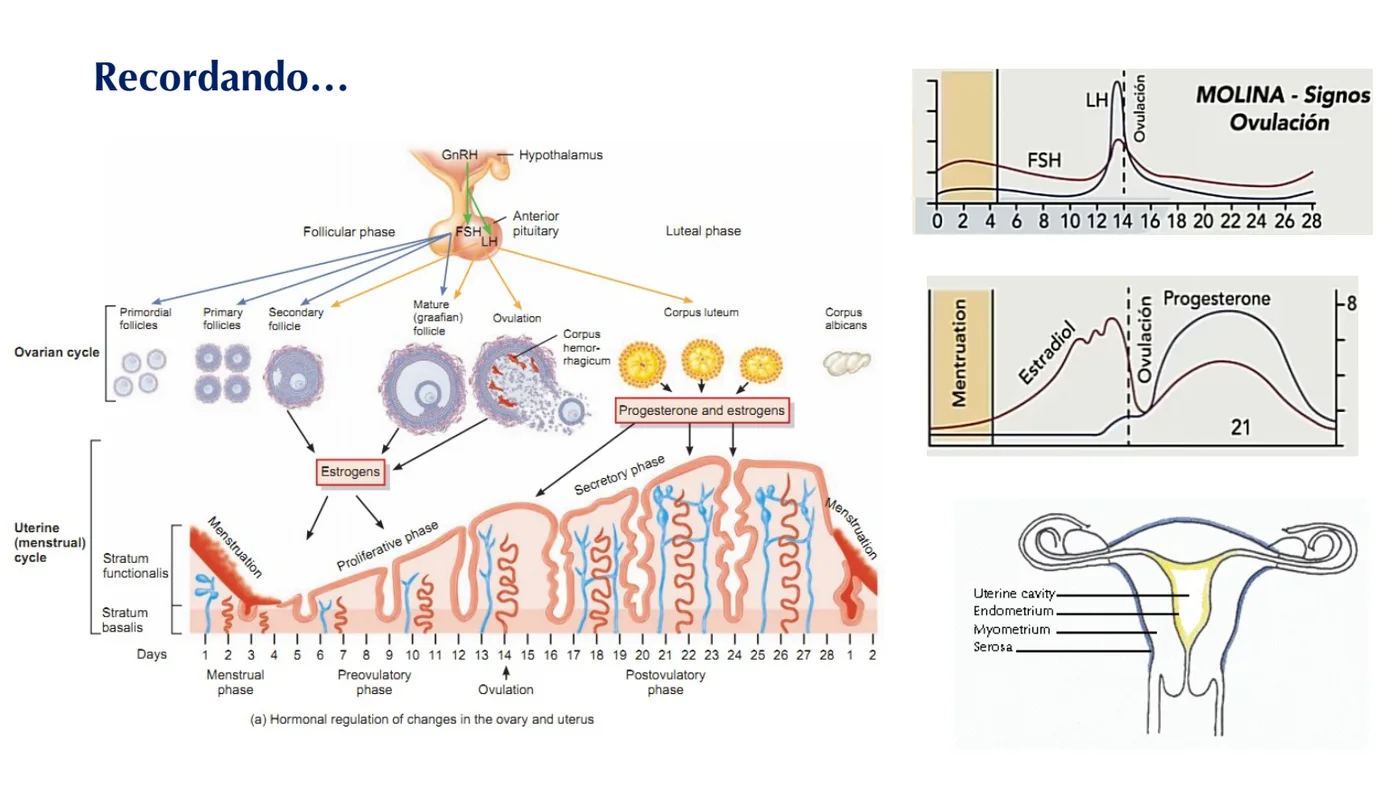 Recordando...
GnRH
Hypothalamus
Anterior
pituitary
FSH
LH
Follicular phase
Luteal phase
Ovarian cycle
Primordial
follicles
Primary
follicles
Secondary
follicle
Mature
(graafian)
follicle
Ovulation
Corpus
hemor-
rhagicum
Corpus luteum
Corpus
albicans
Progesterone and estrogens
Estrogens
Uterine
(menstrual)
cycle
Stratum
functionalis
Stratum
basalis
Menstruation
Proliferative phase
Secretory phase
Menstruation
Days 1 2 3 4 5 6 7 8 9 10 11 12 13 14 15 16 17 18 19 20 21 22 23 24 25 26 27 28 1 2
Menstrual
phase
Preovulatory
phase
Ovulation
Postovulatory
phase
(a) Hormonal regulation of changes in the ovary and uterus
MOLINA - Signos
Ovulación
LH
Ovulación
FSH
0 2 4 6 8 10 12 14 16 18 20 22 24 26 28
Mentruation
Estradiol
Ovulación
Progesterone
8
21
Uterine cavity
Endometrium
Myometrium
Serosa